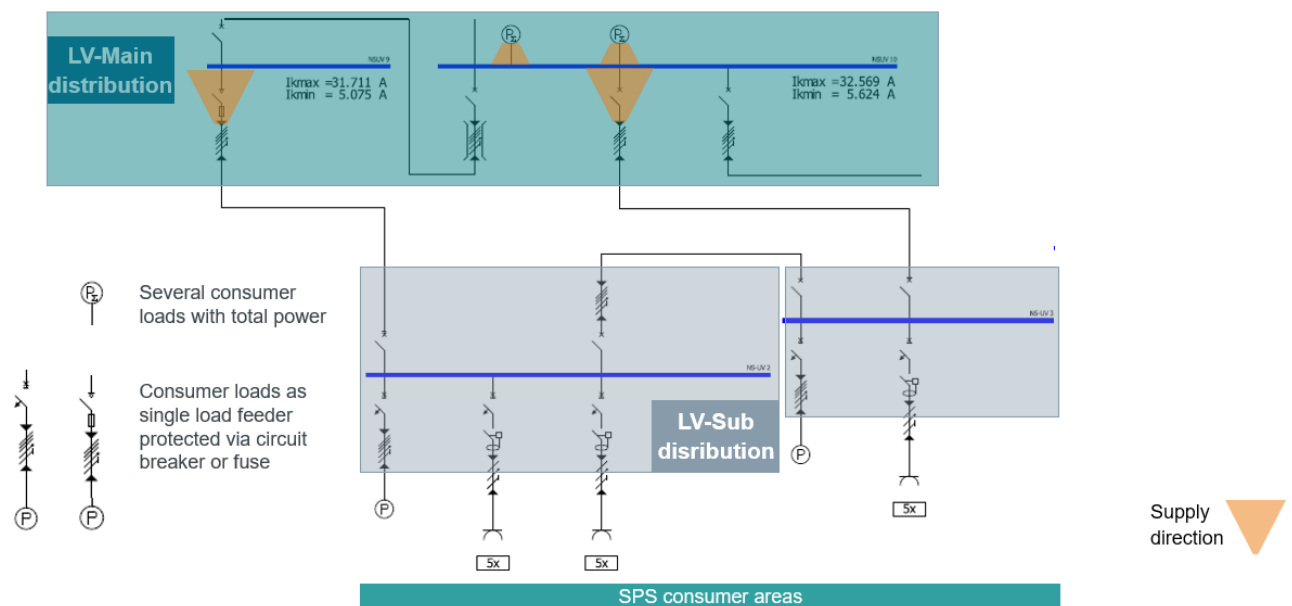 LV-Main
distribution
NSUV 9
Ikmax =31.711 A
Ikmin = 5.075 A
P
P
NSUV 10
Ikmax =32.569 A
Ikmin = 5.624 A
P
Several consumer
loads with total power
Consumer loads as
single load feeder
protected via circuit
breaker or fuse
P
P
NS-UV 2
NS-UV 3
LV-Sub
disribution
P
P
5x
5x
5x
Supply
direction
SPS consumer areas